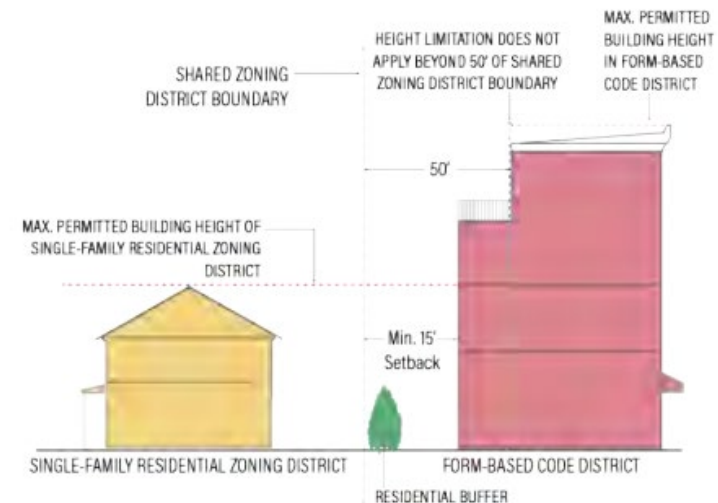 MAX. PERMITTED
BUILDING HEIGHT
IN FORM-BASED
CODE DISTRICT
HEIGHT LIMITATION DOES NOT
APPLY BEYOND 50' OF SHARED
ZONING DISTRICT BOUNDARY
SHARED ZONING
DISTRICT BOUNDARY
50'
MAX. PERMITTED BUILDING HEIGHT OF
SINGLE-FAMILY RESIDENTIAL ZONING
DISTRICT
Min. 15'
Setback
SINGLE-FAMILY RESIDENTIAL ZONING DISTRICT
FORM-BASED CODE DISTRICT
RESIDENTIAL BUFFER